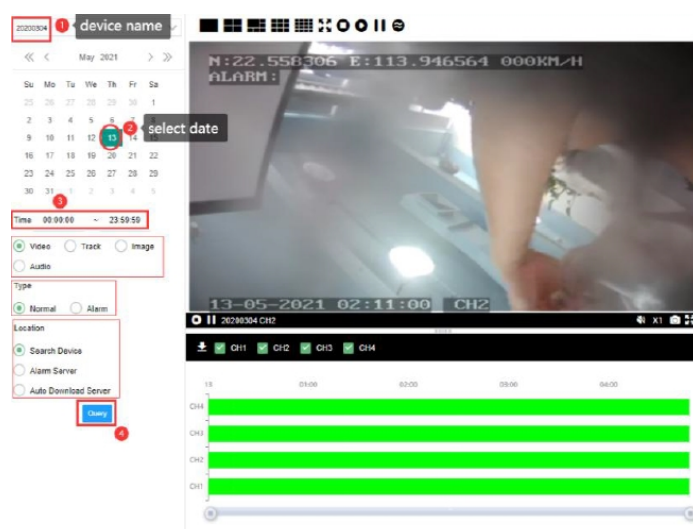 20200304 1 device name
May 2021
Su Mo Tu We Th Fr Sa
25 26 27 28 29 30 1
2 3 4 5 6 7 8
9 10 11 12 13 14 15
2 select date
16 17 18 19 20 21 22
23 24 25 26 27 28 29
30 31 1 2 3 4 5
3
Time 00:00:00 ~ 23:59:59
Video Track Image
Audio
Type
Normal Alarm
Location
Search Device
Alarm Server
Auto Download Server
Query
4
N:22.558306 E:113.946564 000KM/H
ALARM:
13-05-2021 02:11:00 CH2
20200304 CH2
X1
CH1 CH2 CH3 CH4
01:00 02:00 03:00 04:00
CH4
CH3
CH2
CH1